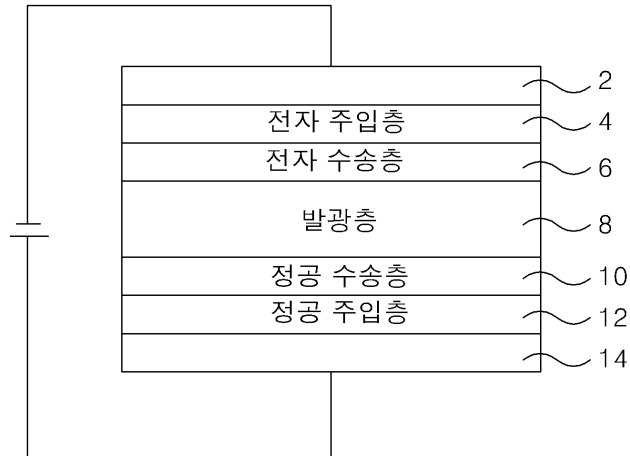 2
전자 주입층 4
전자 수송층 6
발광층 8
정공 수송층 10
정공 주입층 12
14